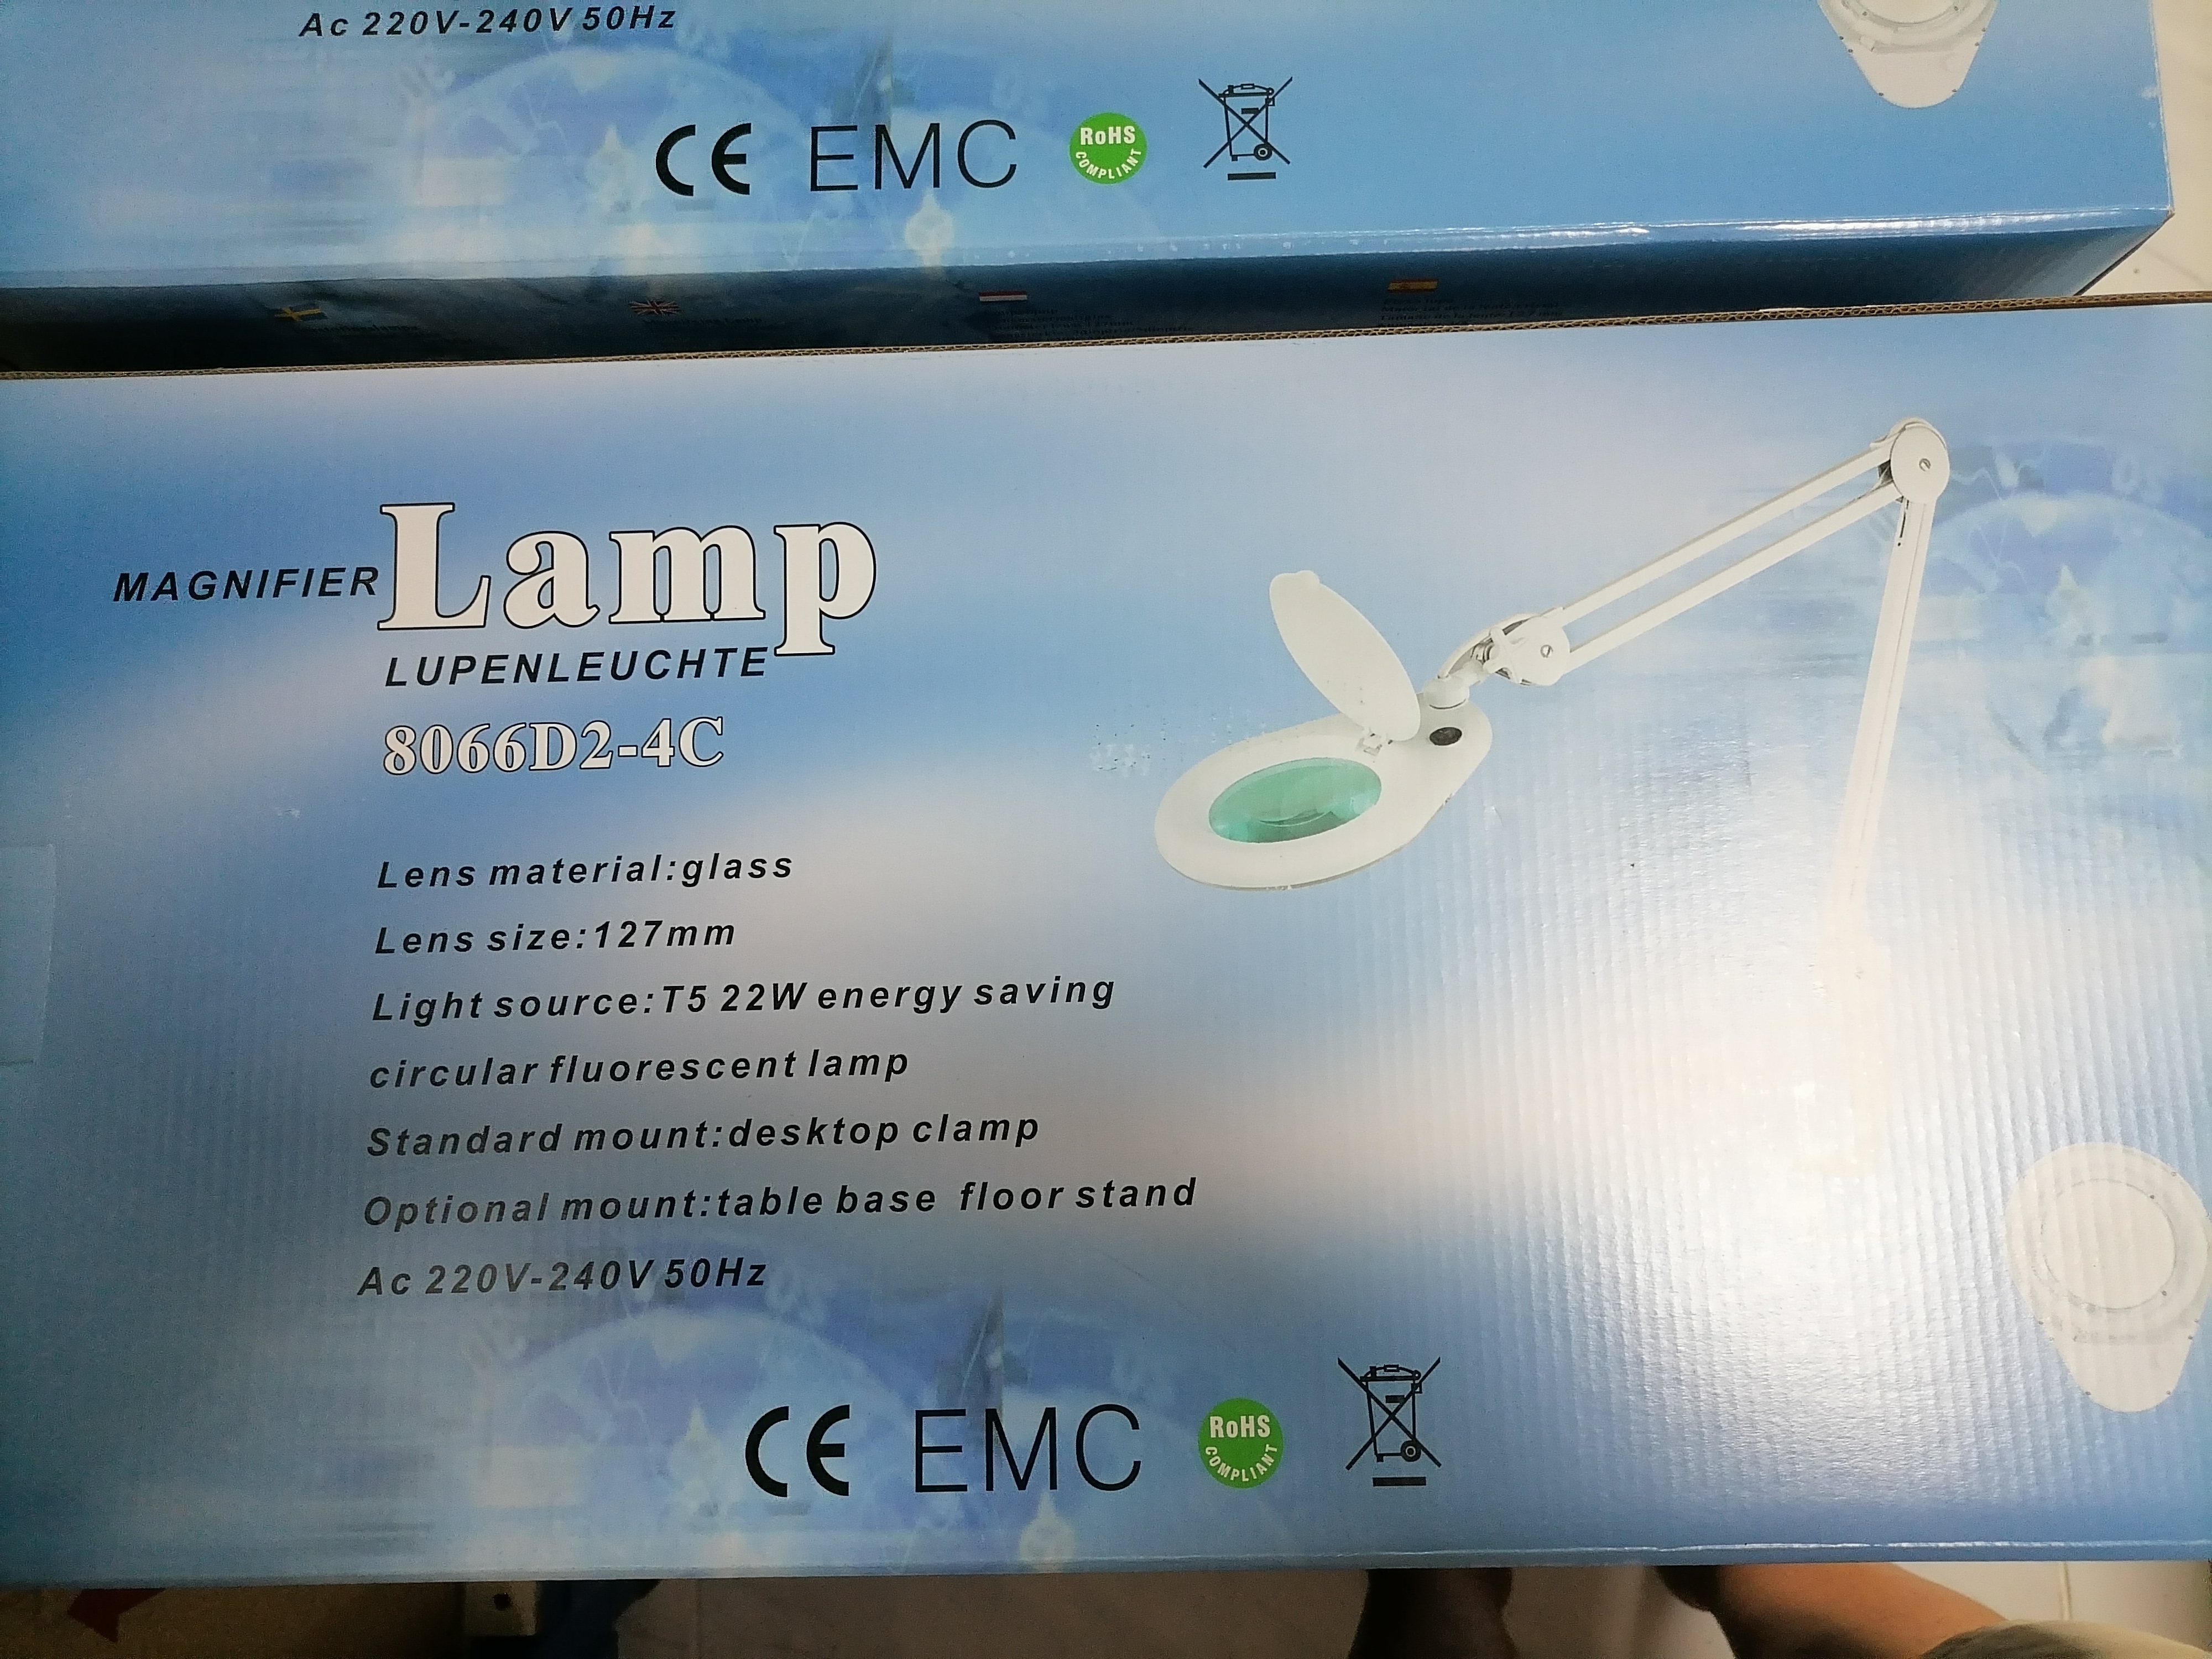 Ac 220V-240V 50Hz
CE EMC RoHS COMPLIANT
MAGNIFIER Lamp
LUPENLEUCHTE
8066D2-4C
Lens material:glass
Lens size:127mm
Light source:T5 22W energy saving
circular fluorescent lamp
Standard mount:desktop clamp
Optional mount:table base floor stand
Ac 220V-240V 50Hz
CE EMC RoHS COMPLIANT